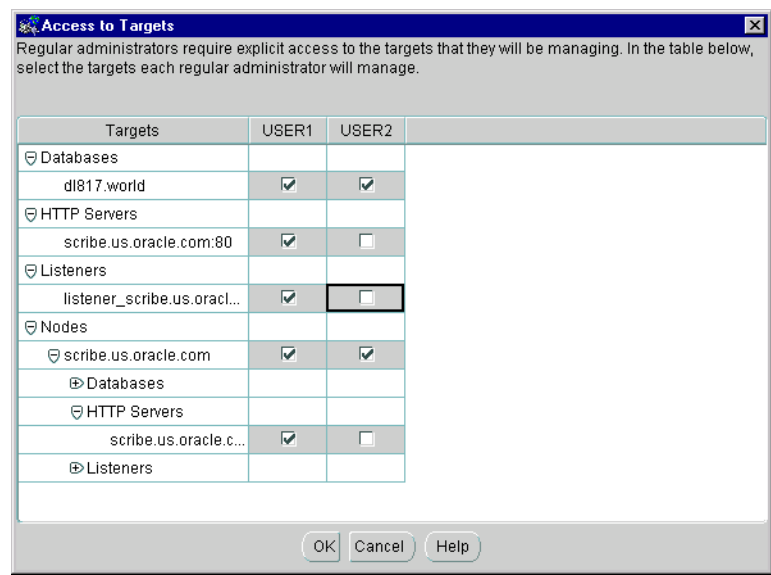 Access to Targets
Regular administrators require explicit access to the targets that they will be managing. In the table below,
select the targets each regular administrator will manage.
Targets USER1 USER2
Databases
dl817.world
HTTP Servers
scribe.us.oracle.com:80
Listeners
listener_scribe.us.oracl...
Nodes
scribe.us.oracle.com
Databases
HTTP Servers
scribe.us.oracle.c...
Listeners
OK Cancel Help